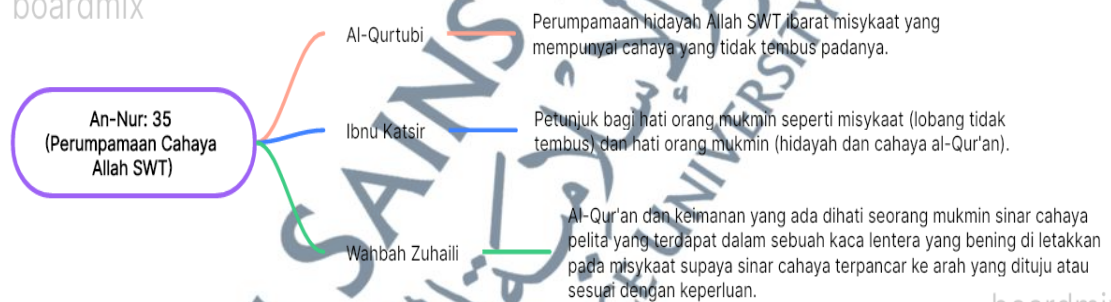 boardmix
Al-Qurtubi
Perumpamaan hidayah Allah SWT ibarat misykaat yang
mempunyai cahaya yang tidak tembus padanya.
An-Nur: 35
(Perumpamaan Cahaya
Allah SWT)
Ibnu Katsir
Petunjuk bagi hati orang mukmin seperti misykaat (lobang tidak
tembus) dan hati orang mukmin (hidayah dan cahaya al-Qur'an).
Wahbah Zuhaili
Al-Qur'an dan keimanan yang ada dihati seorang mukmin sinar cahaya
pelita yang terdapat dalam sebuah kaca lentera yang bening di letakkan
pada misykaat supaya sinar cahaya terpancar ke arah yang dituju atau
sesuai dengan keperluan.
SAINS
UNIVERSITY
boardmix